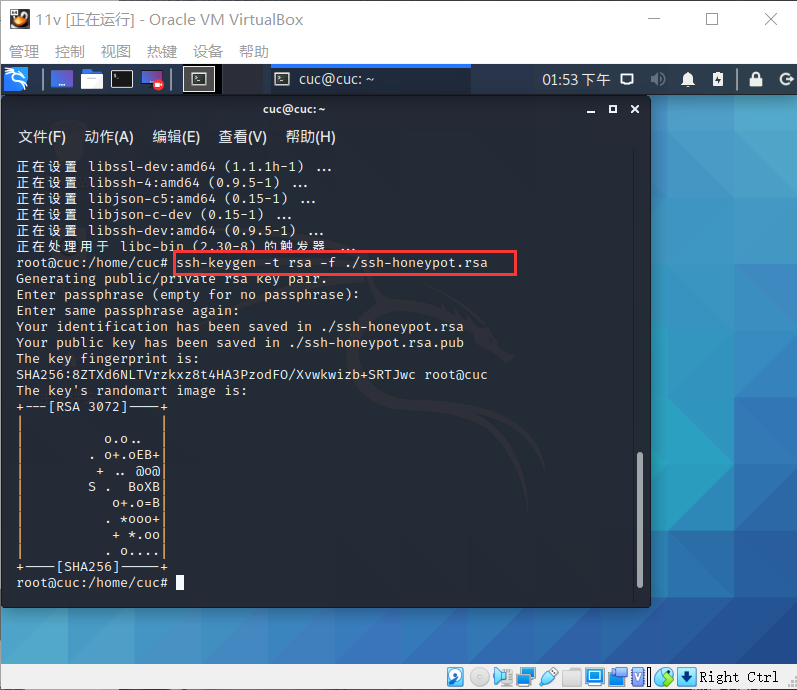 11v [正在运行] - Oracle VM VirtualBox
管理 控制 视图 热键 设备 帮助
cuc@cuc: ~ 01:53 下午
cuc@cuc:~
文件(F) 动作(A) 编辑(E) 查看(V) 帮助(H)
正在设置 libssl-dev:amd64 (1.1.1h-1) ...
正在设置 libssh-4:amd64 (0.9.5-1) ...
正在设置 libjson-c5:amd64 (0.15-1) ...
正在设置 libjson-c-dev (0.15-1) ...
正在设置 libssh-dev:amd64 (0.9.5-1) ...
正在处理用于 libc-bin (2.30-8) 的触发器 ...
root@cuc:/home/cuc# ssh-keygen -t rsa -f ./ssh-honeypot.rsa
Generating public/private rsa key pair.
Enter passphrase (empty for no passphrase):
Enter same passphrase again:
Your identification has been saved in ./ssh-honeypot.rsa
Your public key has been saved in ./ssh-honeypot.rsa.pub
The key fingerprint is:
SHA256:8ZTXd6NLTVrzkxz8t4HA3PzodFO/Xvwkwizb+SRTJwc root@cuc
The key's randomart image is:
+---[RSA 3072]----+
|                 |
|          o.o..  |
|        . o+.oEB+|
|         + .. @o@|
|        S .  BoXB|
|           o+.o=B|
|          . *ooo+|
|           + *.oo|
|          . o....|
+----[SHA256]-----+
root@cuc:/home/cuc#
Right Ctrl